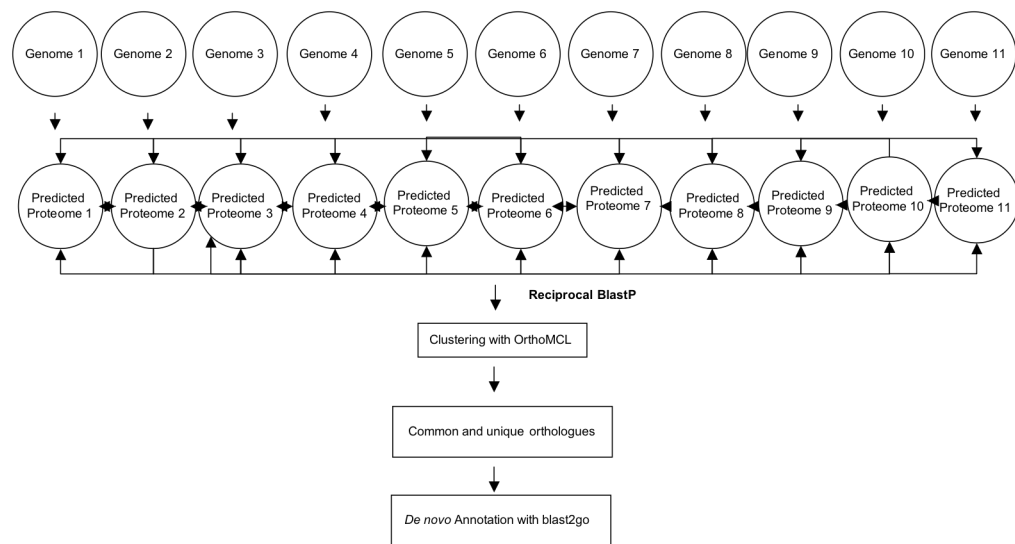 Genome 1
Genome 2
Genome 3
Genome 4
Genome 5
Genome 6
Genome 7
Genome 8
Genome 9
Genome 10
Genome 11
Predicted
Proteome 1
Predicted
Proteome 2
Predicted
Proteome 3
Predicted
Proteome 4
Predicted
Proteome 5
Predicted
Proteome 6
Predicted
Proteome 7
Predicted
Proteome 8
Predicted
Proteome 9
Predicted
Proteome 10
Predicted
Proteome 11
Reciprocal BlastP
Clustering with OrthoMCL
Common and unique orthologues
De novo Annotation with blast2go